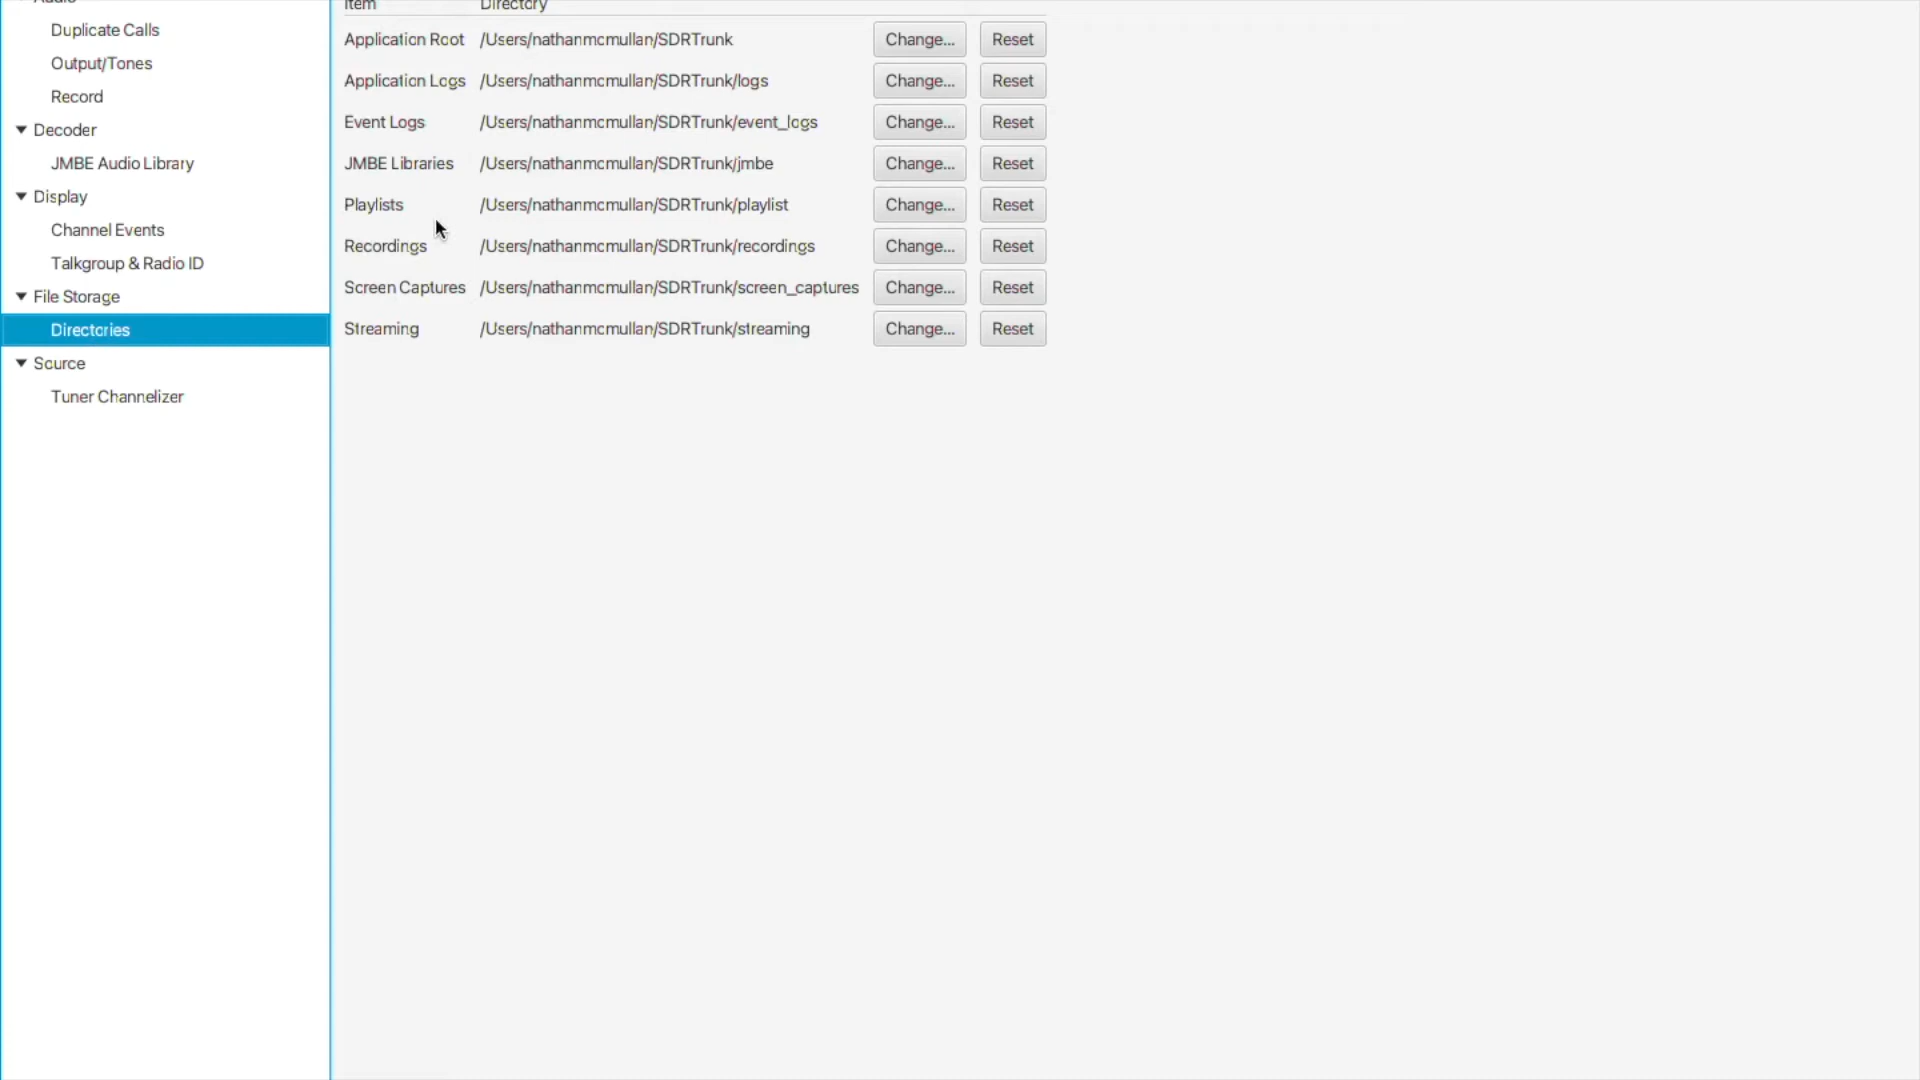 Audio
Duplicate Calls
Output/Tones
Record
Decoder
JMBE Audio Library
Display
Channel Events
Talkgroup & Radio ID
File Storage
Directories
Source
Tuner Channelizer
Item Directory
Application Root /Users/nathanmcmullan/SDRTrunk Change... Reset
Application Logs /Users/nathanmcmullan/SDRTrunk/logs Change... Reset
Event Logs /Users/nathanmcmullan/SDRTrunk/event_logs Change... Reset
JMBE Libraries /Users/nathanmcmullan/SDRTrunk/jmbe Change... Reset
Playlists /Users/nathanmcmullan/SDRTrunk/playlist Change... Reset
Recordings /Users/nathanmcmullan/SDRTrunk/recordings Change... Reset
Screen Captures /Users/nathanmcmullan/SDRTrunk/screen_captures Change... Reset
Streaming /Users/nathanmcmullan/SDRTrunk/streaming Change... Reset